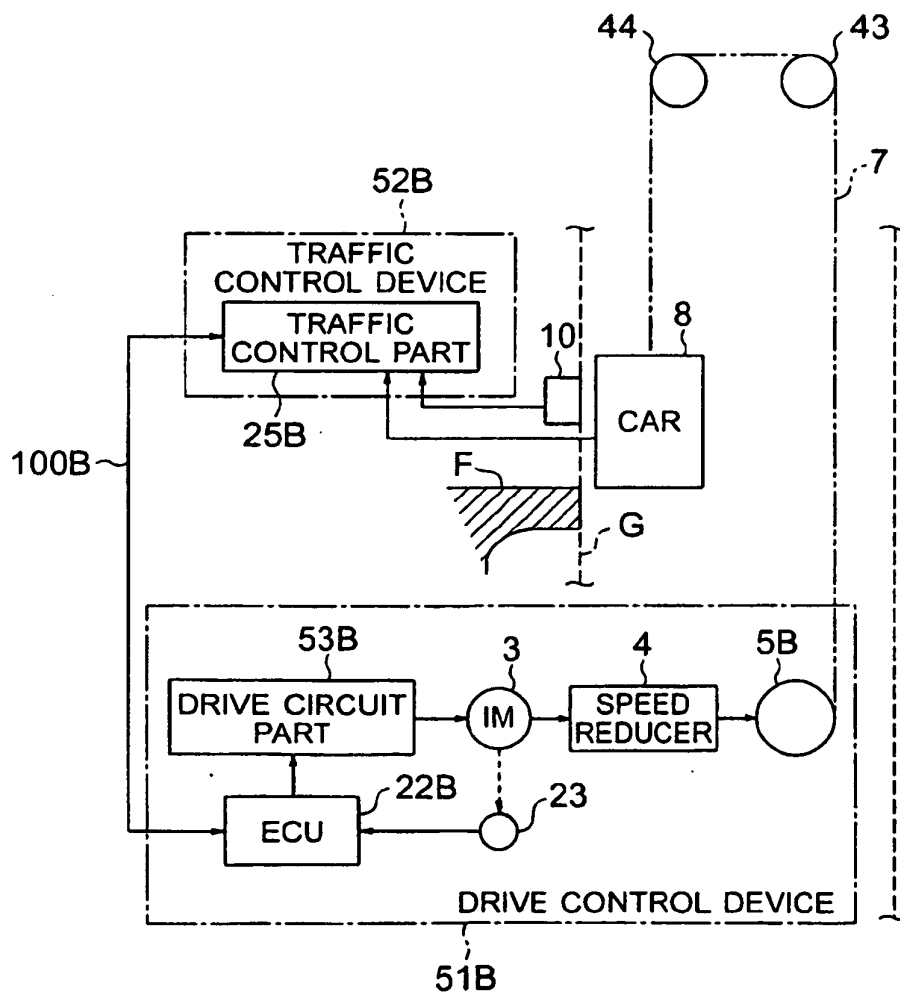 44
43
7
52B
TRAFFIC
CONTROL DEVICE
TRAFFIC
CONTROL PART
10
8
CAR
25B
100B
F
G
53B
3
4
5B
DRIVE CIRCUIT
PART
IM
SPEED
REDUCER
22B
23
ECU
DRIVE CONTROL DEVICE
51B